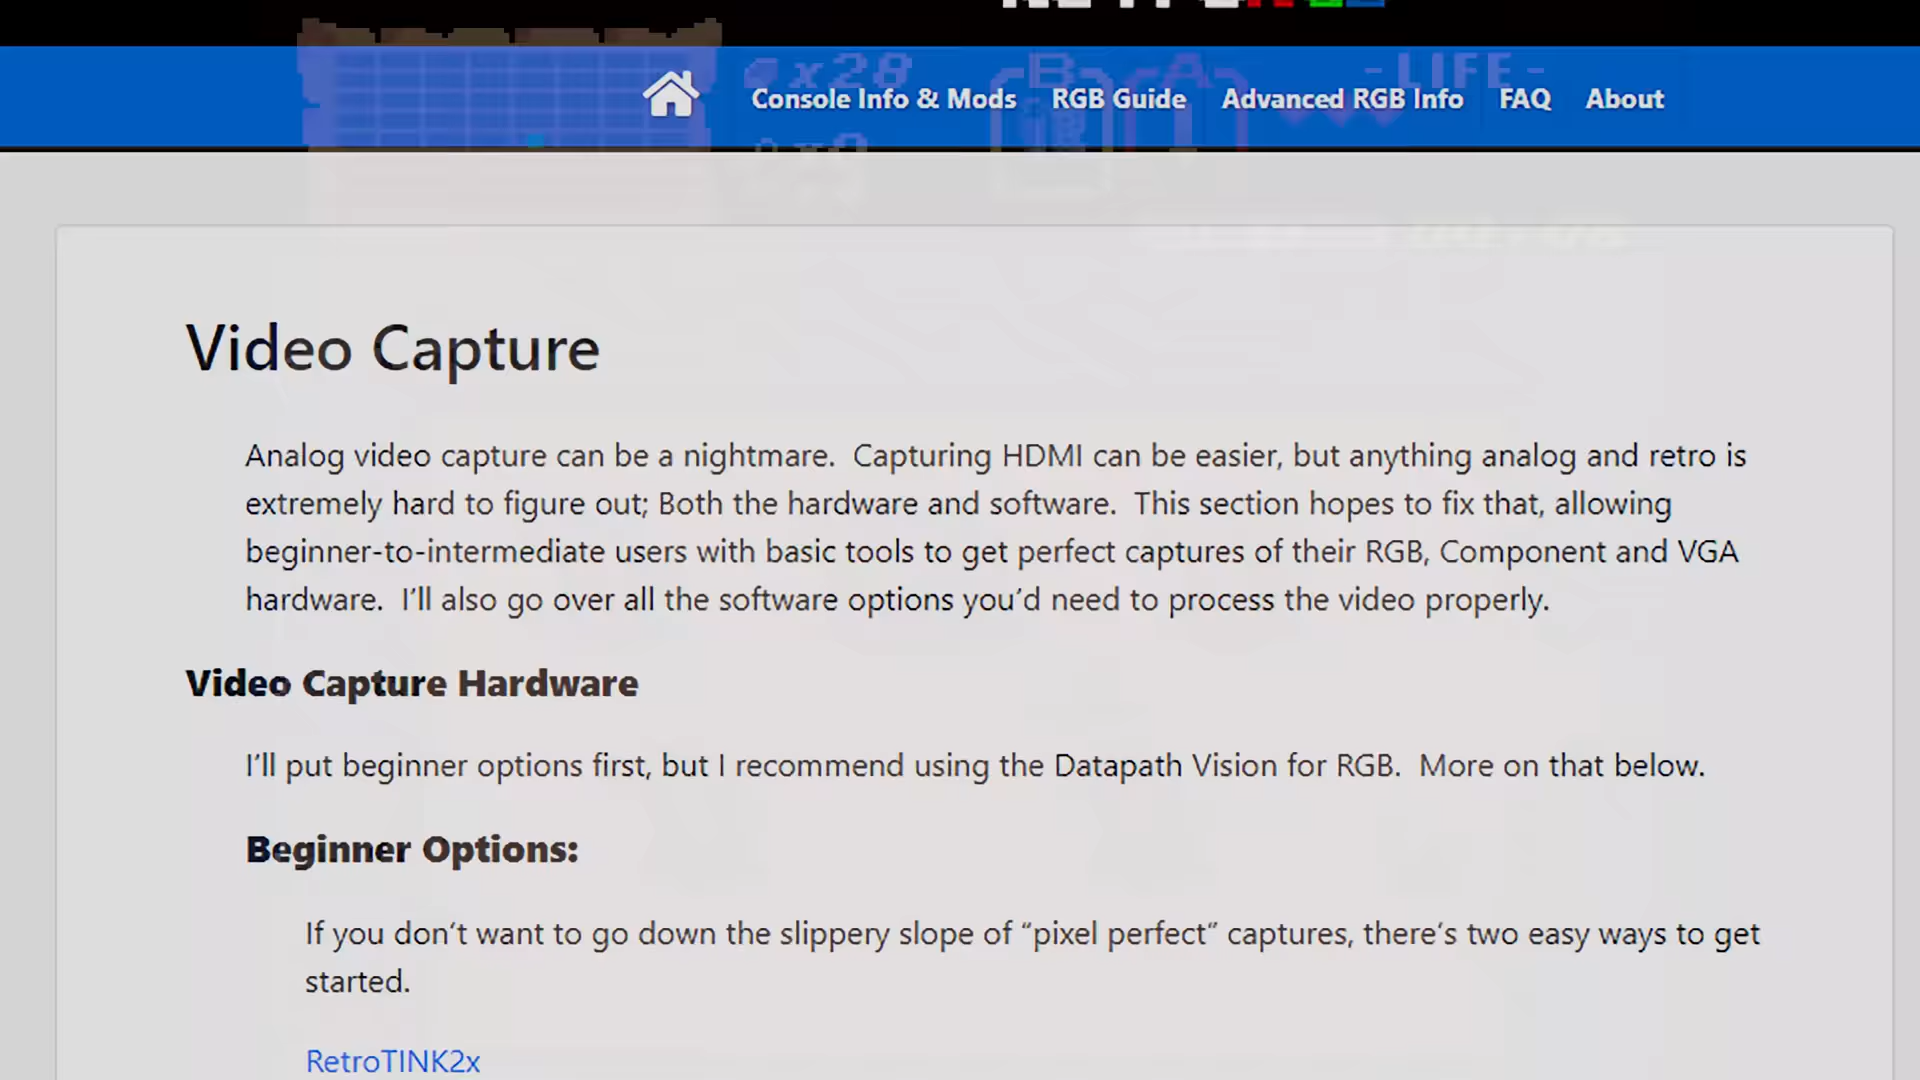 x28
B
A
-LIFE-
Console Info & Mods RGB Guide Advanced RGB Info FAQ About
Video Capture
Analog video capture can be a nightmare. Capturing HDMI can be easier, but anything analog and retro is
extremely hard to figure out; Both the hardware and software. This section hopes to fix that, allowing
beginner-to-intermediate users with basic tools to get perfect captures of their RGB, Component and VGA
hardware. I'll also go over all the software options you'd need to process the video properly.
Video Capture Hardware
I'll put beginner options first, but I recommend using the Datapath Vision for RGB. More on that below.
Beginner Options:
If you don't want to go down the slippery slope of “pixel perfect” captures, there's two easy ways to get
started.
RetroTINK2x